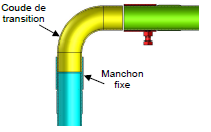 Coude de
transition
Manchon
fixe